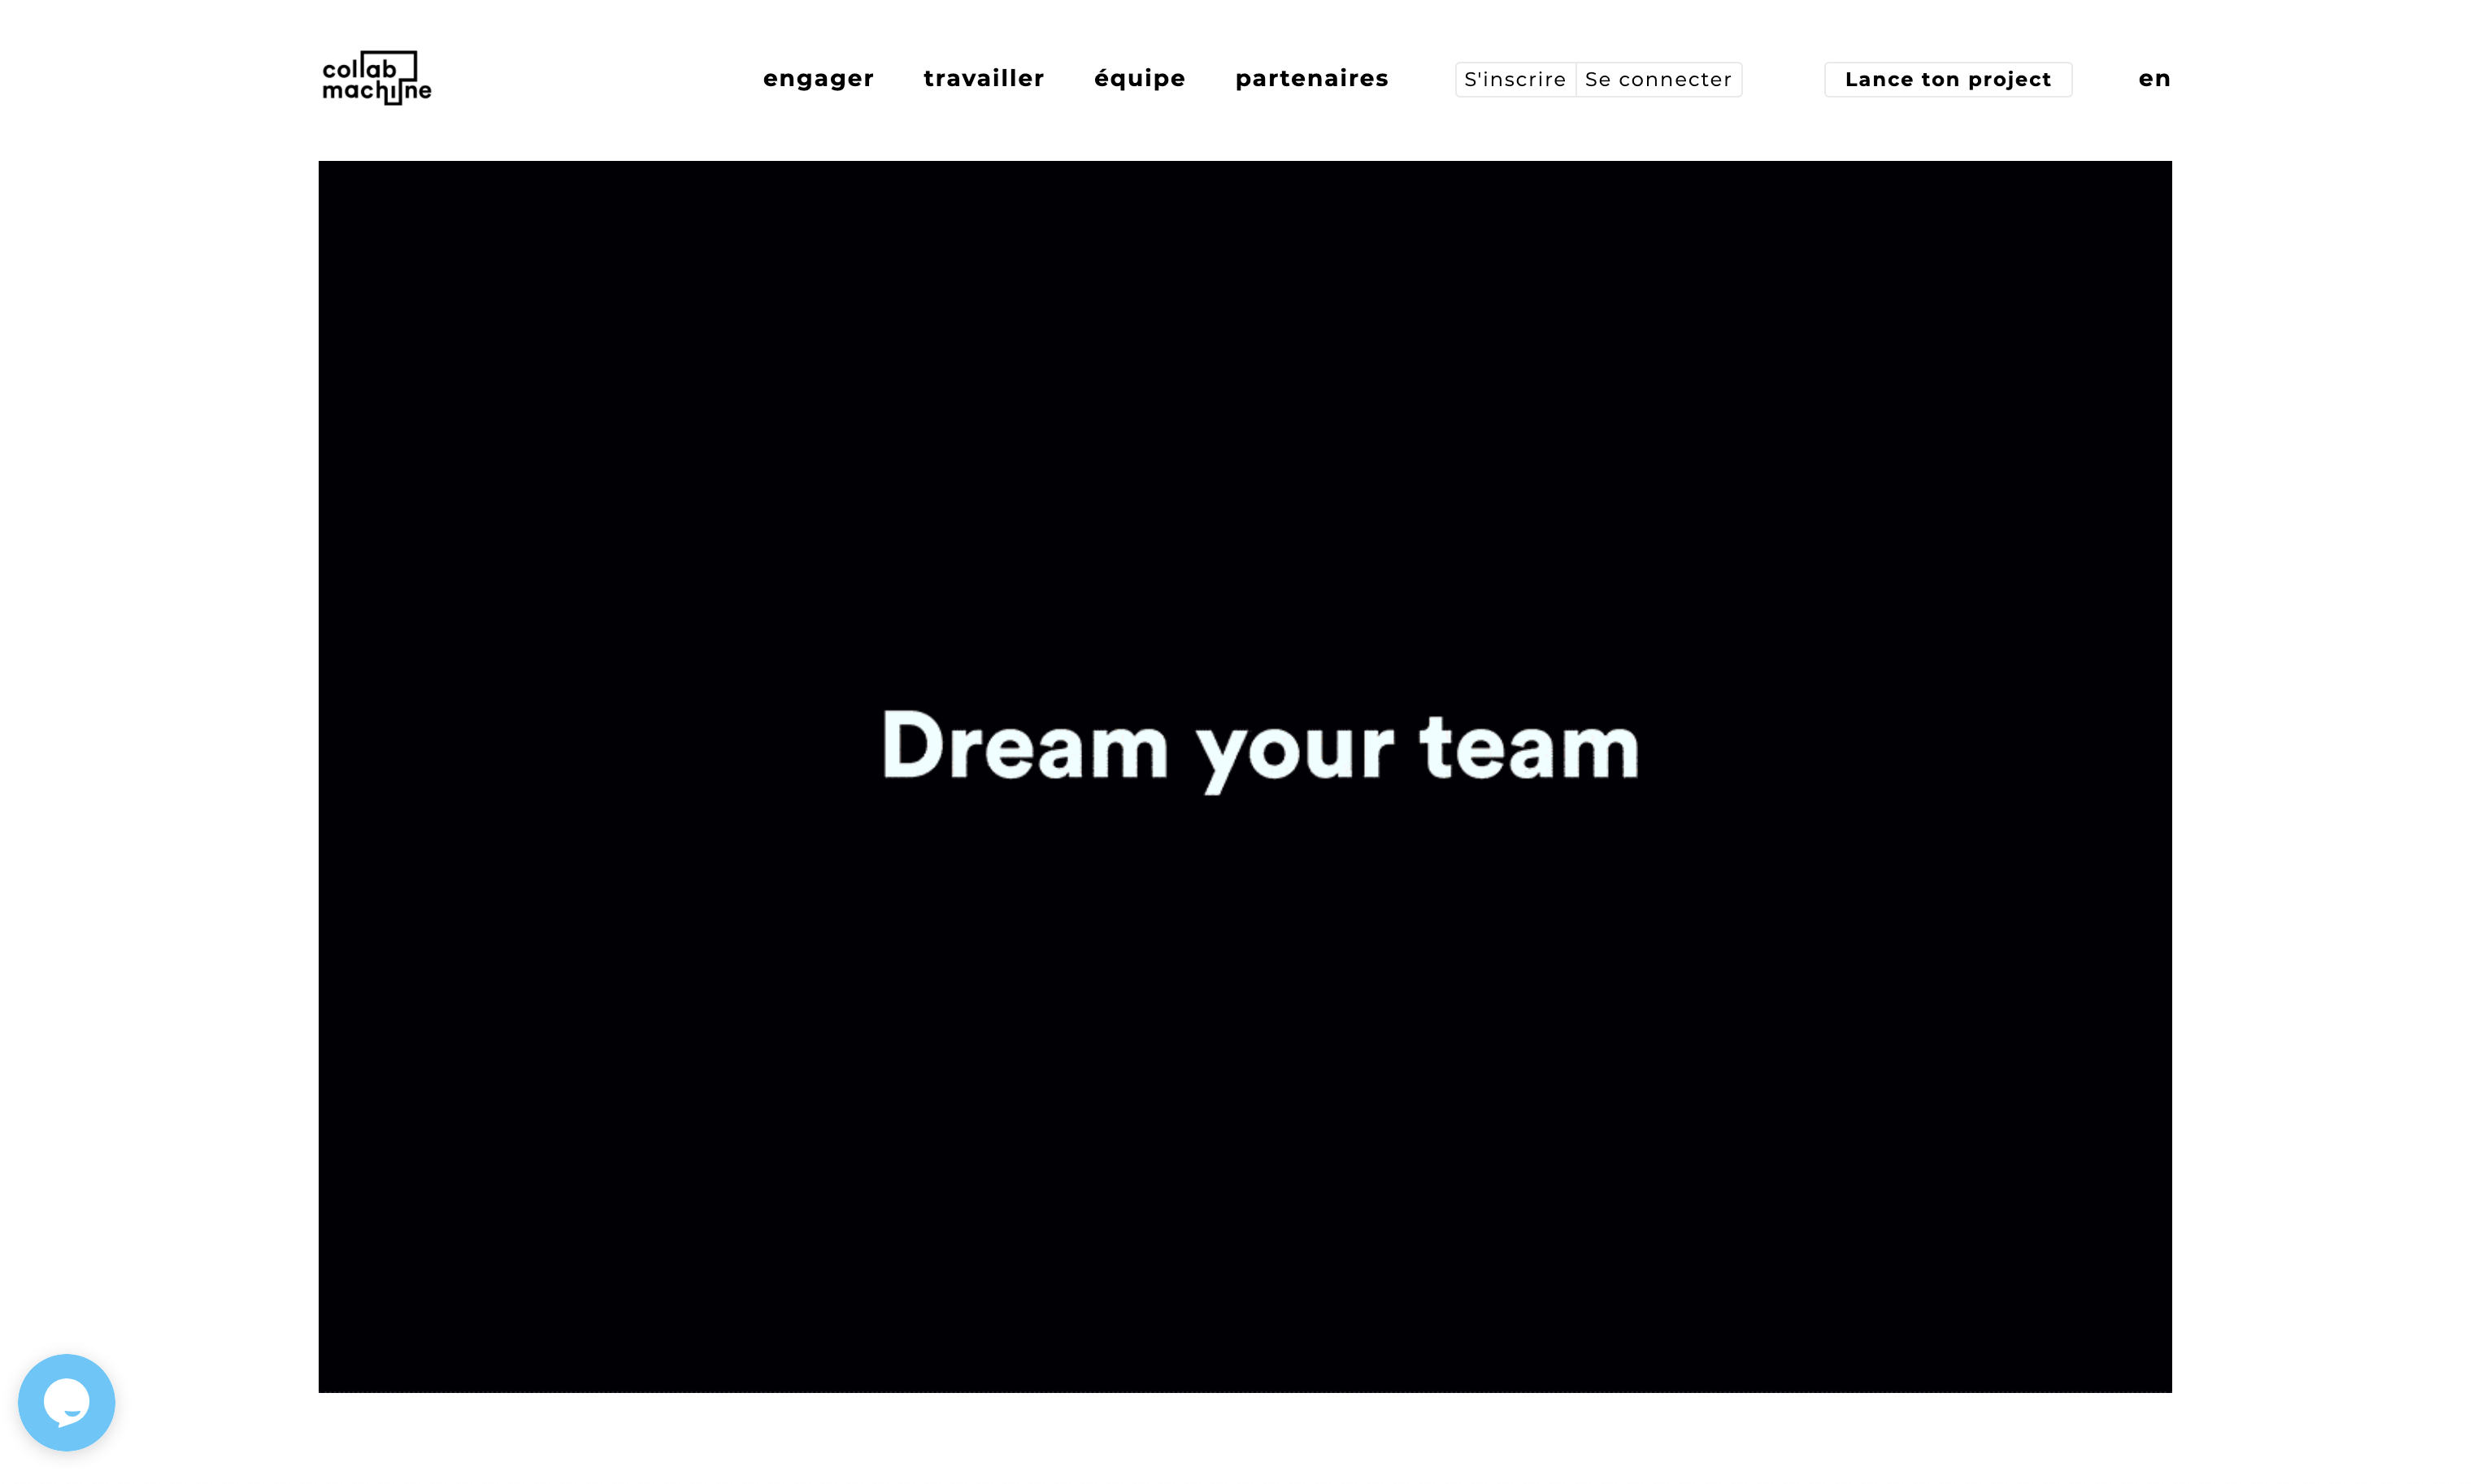 collab
machine
engager travailler équipe partenaires S'inscrire Se connecter Lance ton project en
Dream your team